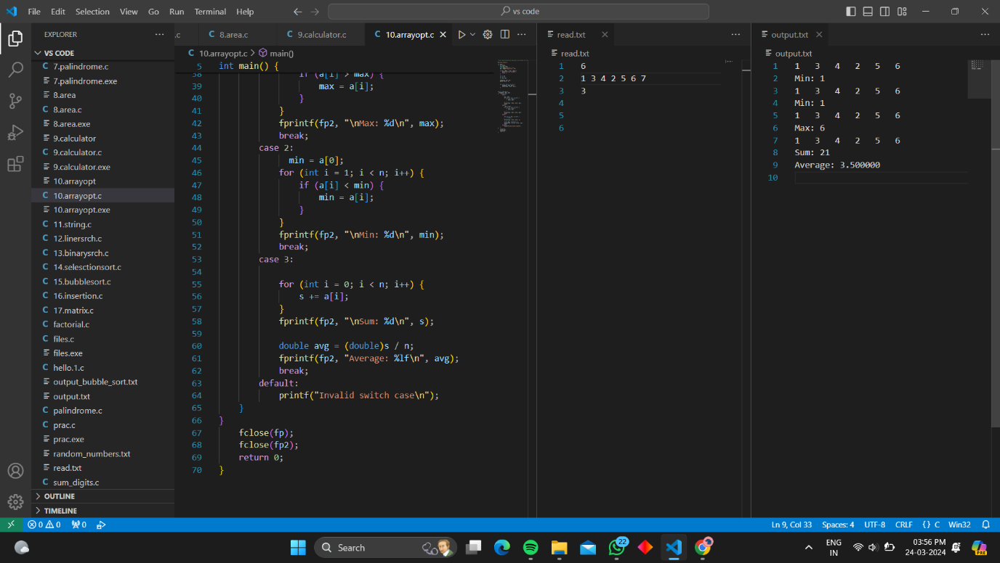 File Edit Selection View Go Run Terminal Help
vs code
EXPLORER
VS CODE
7.palindrome.c
7.palindrome.exe
8.area
8.area.c
8.area.exe
9.calculator
9.calculator.c
9.calculator.exe
10.arrayopt
10.arrayopt.c
10.arrayopt.exe
11.string.c
12.linersrch.c
13.binarysrch.c
14.selesctionsort.c
15.bubblesort.c
16.insertion.c
17.matrix.c
factorial.c
files.c
files.exe
hello.1.c
output_bubble_sort.txt
output.txt
palindrome.c
prac.c
prac.exe
random_numbers.txt
read.txt
sum_digits.c
OUTLINE
TIMELINE
.c C 8.area.c C 9.calculator.c C 10.arrayopt.c
C 10.arrayopt.c > main()
5 int main() {
38 if (a[i] > max) {
39 max = a[i];
40 }
41 }
42 fprintf(fp2, "\nMax: %d\n", max);
43 break;
44 case 2:
45 min = a[0];
46 for (int i = 1; i < n; i++) {
47 if (a[i] < min) {
48 min = a[i];
49 }
50 }
51 fprintf(fp2, "\nMin: %d\n", min);
52 break;
53 case 3:
54
55 for (int i = 0; i < n; i++) {
56 s += a[i];
57 }
58 fprintf(fp2, "\nSum: %d\n", s);
59
60 double avg = (double)s / n;
61 fprintf(fp2, "Average: %lf\n", avg);
62 break;
63 default:
64 printf("Invalid switch case\n");
65 }
66 }
67 fclose(fp);
68 fclose(fp2);
69 return 0;
70 }
read.txt
read.txt
1 6
2 1 3 4 2 5 6 7
3 3
4
5
6
output.txt
output.txt
1 1 3 4 2 5 6
2 Min: 1
3 1 3 4 2 5 6
4 Min: 1
5 1 3 4 2 5 6
6 Max: 6
7 1 3 4 2 5 6
8 Sum: 21
9 Average: 3.500000
10
0 0 0
Ln 9, Col 33 Spaces: 4 UTF-8 CRLF {} C Win32
Search
22
ENG
IN
03:56 PM
24-03-2024
PRE